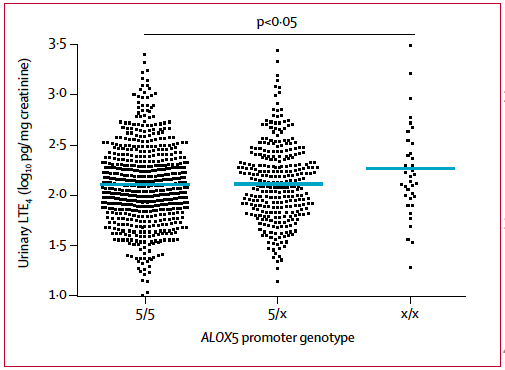 p<0·05
3·5
3·0
2·5
2·0
1·5
1·0
Urinary LTE4 (log10 pg/mg creatinine)
5/5
5/x
x/x
ALOX5 promoter genotype